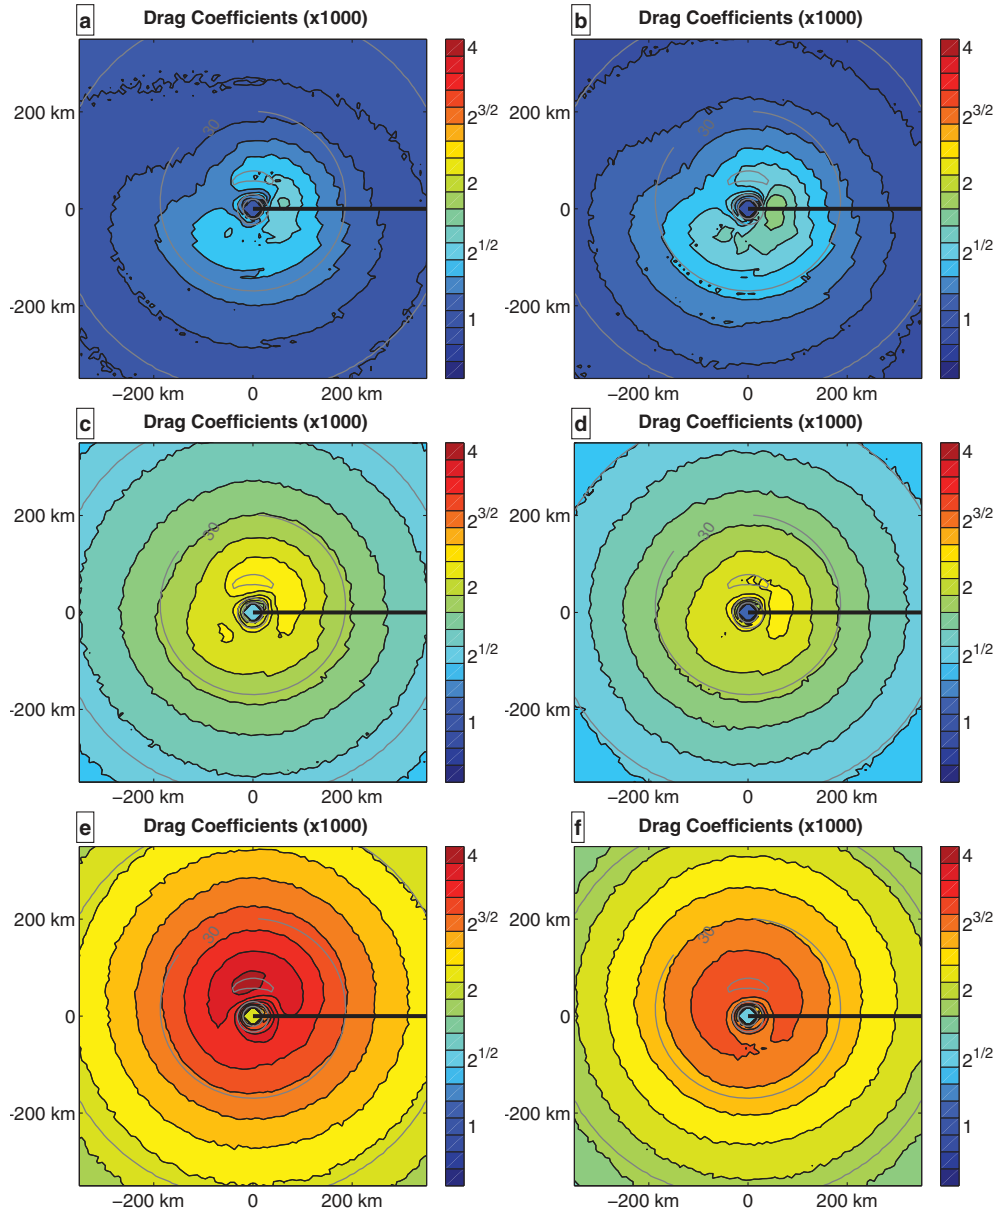 a Drag Coefficients (x1000)
b Drag Coefficients (x1000)
200 km
0
-200 km
−200 km 0 200 km
30
4
2^3/2
2
2^1/2
1
200 km
0
-200 km
−200 km 0 200 km
30
4
2^3/2
2
2^1/2
1
c Drag Coefficients (x1000)
d Drag Coefficients (x1000)
200 km
0
-200 km
−200 km 0 200 km
30
4
2^3/2
2
2^1/2
1
200 km
0
-200 km
−200 km 0 200 km
30
4
2^3/2
2
2^1/2
1
e Drag Coefficients (x1000)
f Drag Coefficients (x1000)
200 km
0
-200 km
−200 km 0 200 km
30
4
2^3/2
2
2^1/2
1
200 km
0
-200 km
−200 km 0 200 km
30
4
2^3/2
2
2^1/2
1